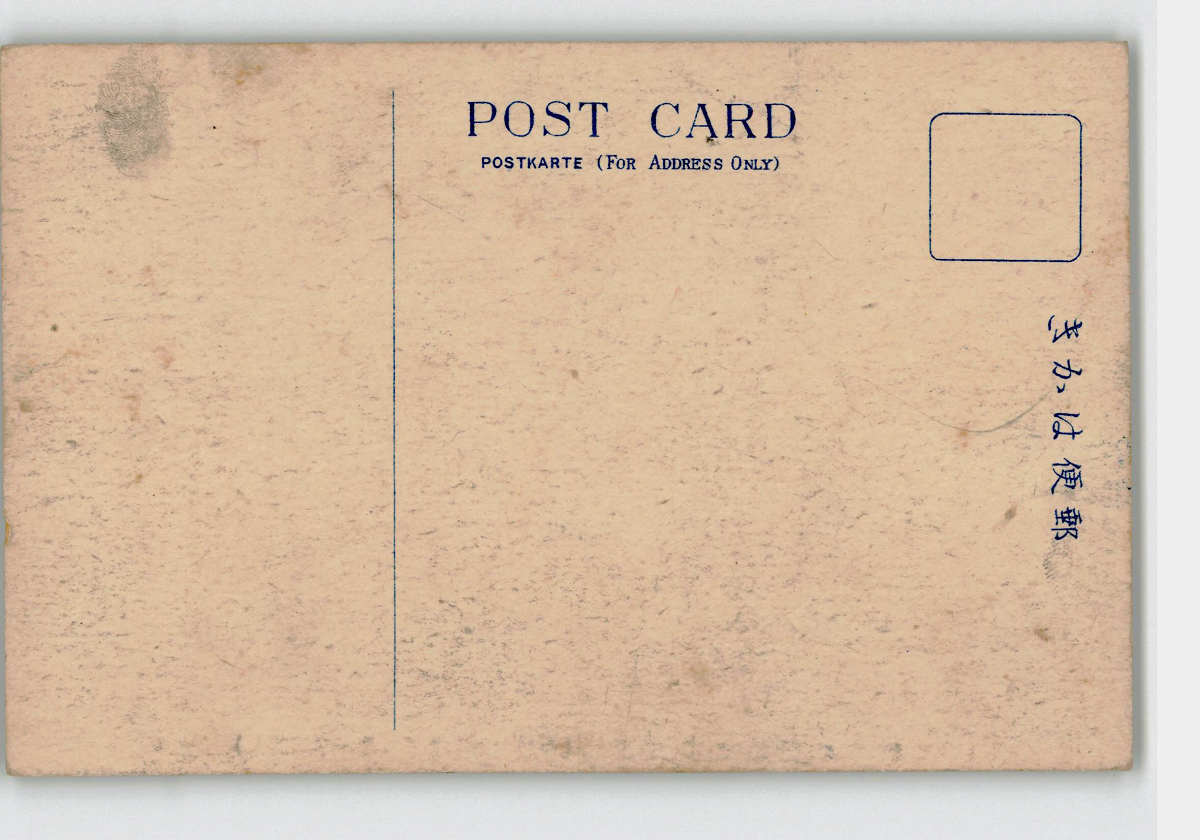 POST CARD
POSTKARTE (FOR ADDRESS ONLY)
きかは便郵